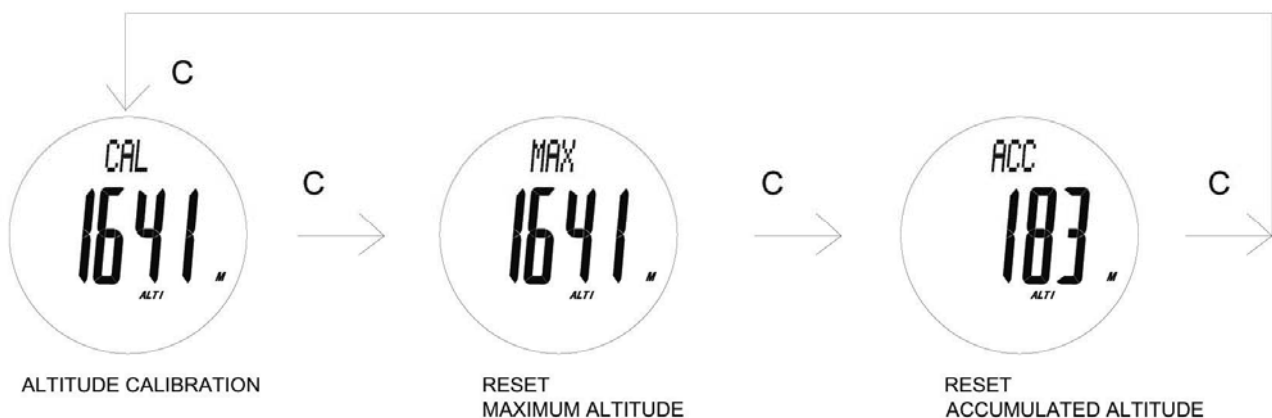 C
CAL
1641 M
ALTI
C
MAX
1641 M
ALTI
C
ACC
183 M
ALTI
C
ALTITUDE CALIBRATION
RESET
MAXIMUM ALTITUDE
RESET
ACCUMULATED ALTITUDE